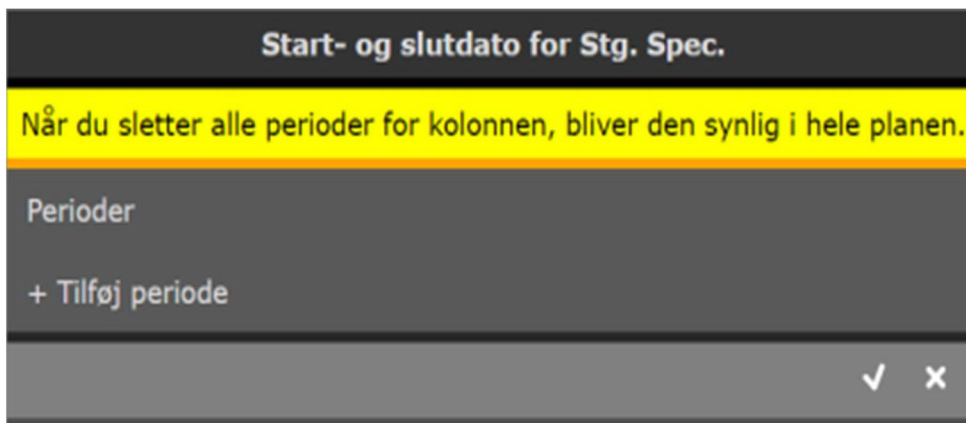 Start- og slutdato for Stg. Spec.
Når du sletter alle perioder for kolonnen, bliver den synlig i hele planen.
Perioder
+ Tilføj periode